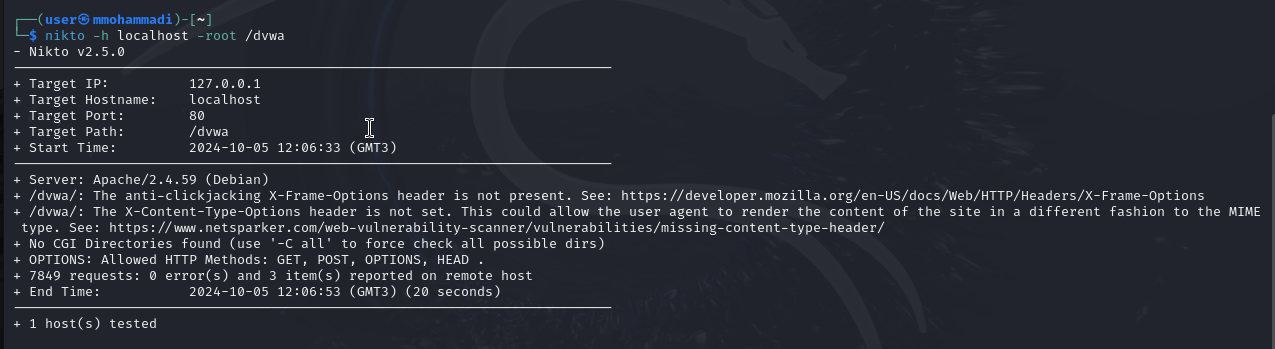 ┌──(user㉿mmohammadi)-[~]
└─$ nikto -h localhost -root /dvwa
- Nikto v2.5.0
---------------------------------------------------------------------------
+ Target IP:          127.0.0.1
+ Target Hostname:    localhost
+ Target Port:        80
+ Target Path:        /dvwa
+ Start Time:         2024-10-05 12:06:33 (GMT3)
---------------------------------------------------------------------------
+ Server: Apache/2.4.59 (Debian)
+ /dvwa/: The anti-clickjacking X-Frame-Options header is not present. See: https://developer.mozilla.org/en-US/docs/Web/HTTP/Headers/X-Frame-Options
+ /dvwa/: The X-Content-Type-Options header is not set. This could allow the user agent to render the content of the site in a different fashion to the MIME
 type. See: https://www.netsparker.com/web-vulnerability-scanner/vulnerabilities/missing-content-type-header/
+ No CGI Directories found (use '-C all' to force check all possible dirs)
+ OPTIONS: Allowed HTTP Methods: GET, POST, OPTIONS, HEAD .
+ 7849 requests: 0 error(s) and 3 item(s) reported on remote host
+ End Time:           2024-10-05 12:06:53 (GMT3) (20 seconds)
---------------------------------------------------------------------------
+ 1 host(s) tested